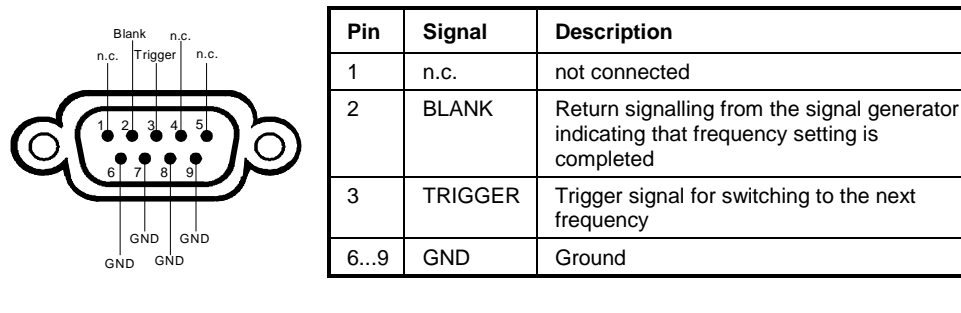 Blank
n.c.
n.c.
Trigger
n.c.
1 2 3 4 5
6 7 8 9
GND
GND
GND
GND
Pin Signal Description
1 n.c. not connected
2 BLANK Return signalling from the signal generator
indicating that frequency setting is
completed
3 TRIGGER Trigger signal for switching to the next
frequency
6...9 GND Ground